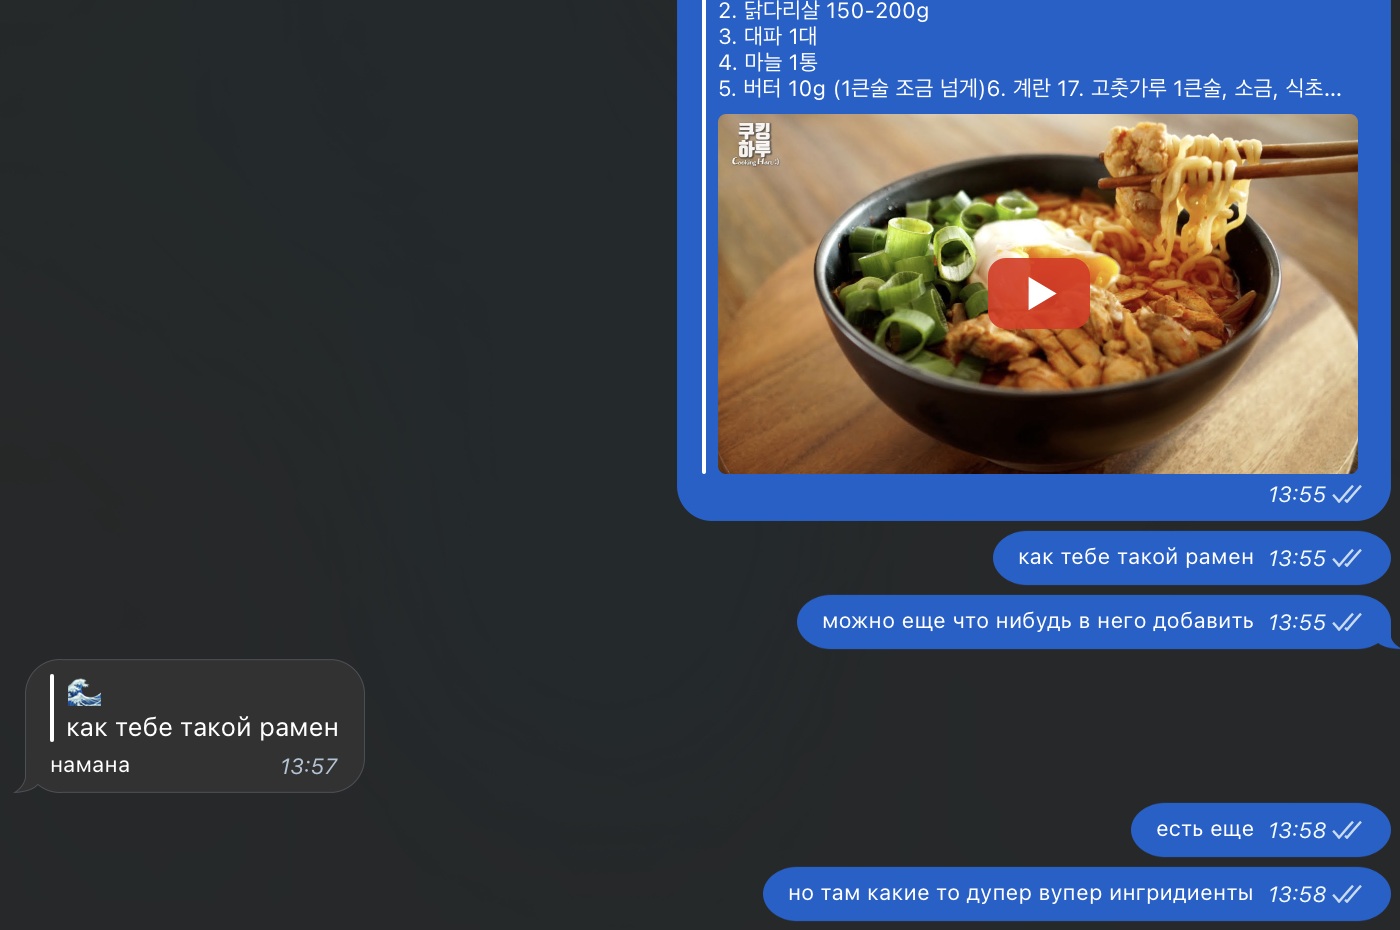 2. 닭다리살 150-200g
3. 대파 1대
4. 마늘 1통
5. 버터 10g (1큰술 조금 넘게)6. 계란 17. 고춧가루 1큰술, 소금, 식초...
쿠킹
하루
Cooking Haru :)
13:55
как тебе такой рамен 13:55
можно еще что нибудь в него добавить 13:55
как тебе такой рамен
намана 13:57
есть еще 13:58
но там какие то дупер вупер ингридиенты 13:58